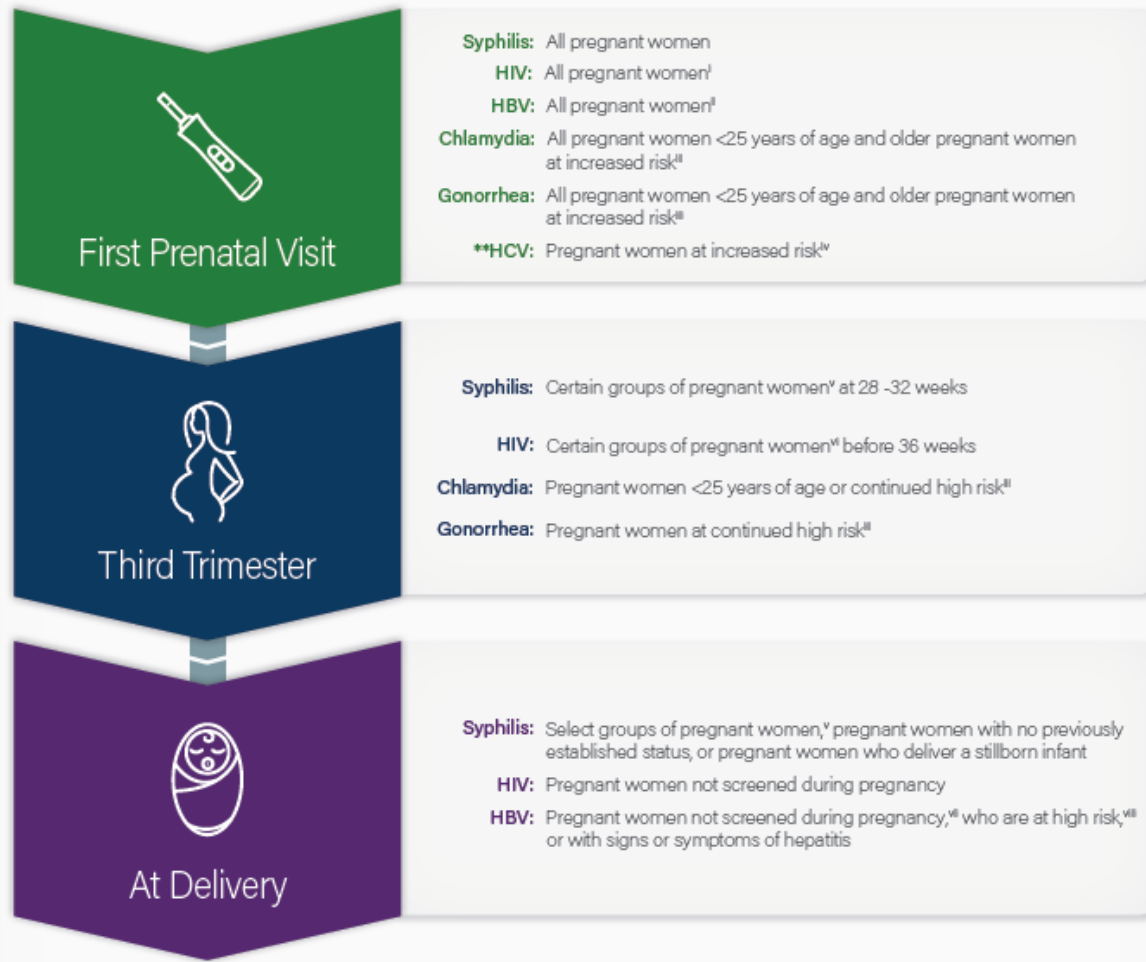 First Prenatal Visit
Syphilis: All pregnant women
HIV: All pregnant womenⁱ
HBV: All pregnant womenⁱⁱ
Chlamydia: All pregnant women <25 years of age and older pregnant women
at increased riskⁱⁱⁱ
Gonorrhea: All pregnant women <25 years of age and older pregnant women
at increased riskⁱⁱⁱ
**HCV: Pregnant women at increased riskⁱᵛ
Third Trimester
Syphilis: Certain groups of pregnant womenᵛ at 28 -32 weeks
HIV: Certain groups of pregnant womenᵛⁱ before 36 weeks
Chlamydia: Pregnant women <25 years of age or continued high riskⁱⁱⁱ
Gonorrhea: Pregnant women at continued high riskⁱⁱⁱ
At Delivery
Syphilis: Select groups of pregnant women,ᵛ pregnant women with no previously
established status, or pregnant women who deliver a stillborn infant
HIV: Pregnant women not screened during pregnancy
HBV: Pregnant women not screened during pregnancy,ᵛⁱⁱ who are at high risk,ᵛⁱⁱⁱ
or with signs or symptoms of hepatitis